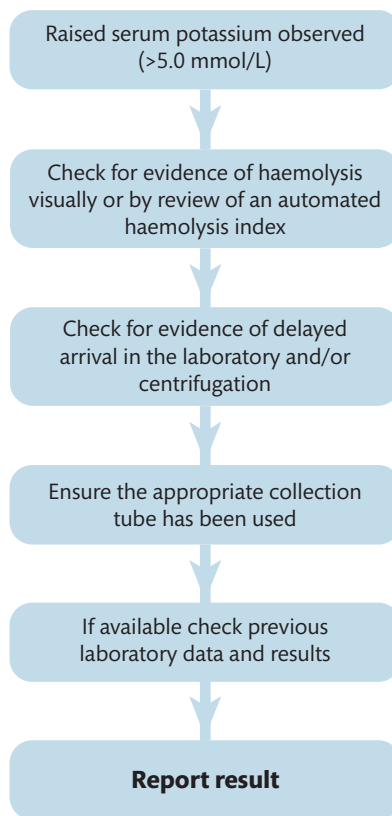 Raised serum potassium observed
(>5.0 mmol/L)
Check for evidence of haemolysis
visually or by review of an automated
haemolysis index
Check for evidence of delayed
arrival in the laboratory and/or
centrifugation
Ensure the appropriate collection
tube has been used
If available check previous
laboratory data and results
Report result